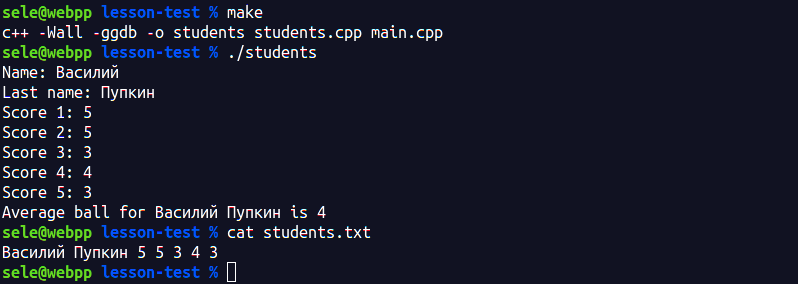 sele@webpp lesson-test % make
c++ -Wall -ggdb -o students students.cpp main.cpp
sele@webpp lesson-test % ./students
Name: Василий
Last name: Пупкин
Score 1: 5
Score 2: 5
Score 3: 3
Score 4: 4
Score 5: 3
Average ball for Василий Пупкин is 4
sele@webpp lesson-test % cat students.txt
Василий Пупкин 5 5 3 4 3
sele@webpp lesson-test %